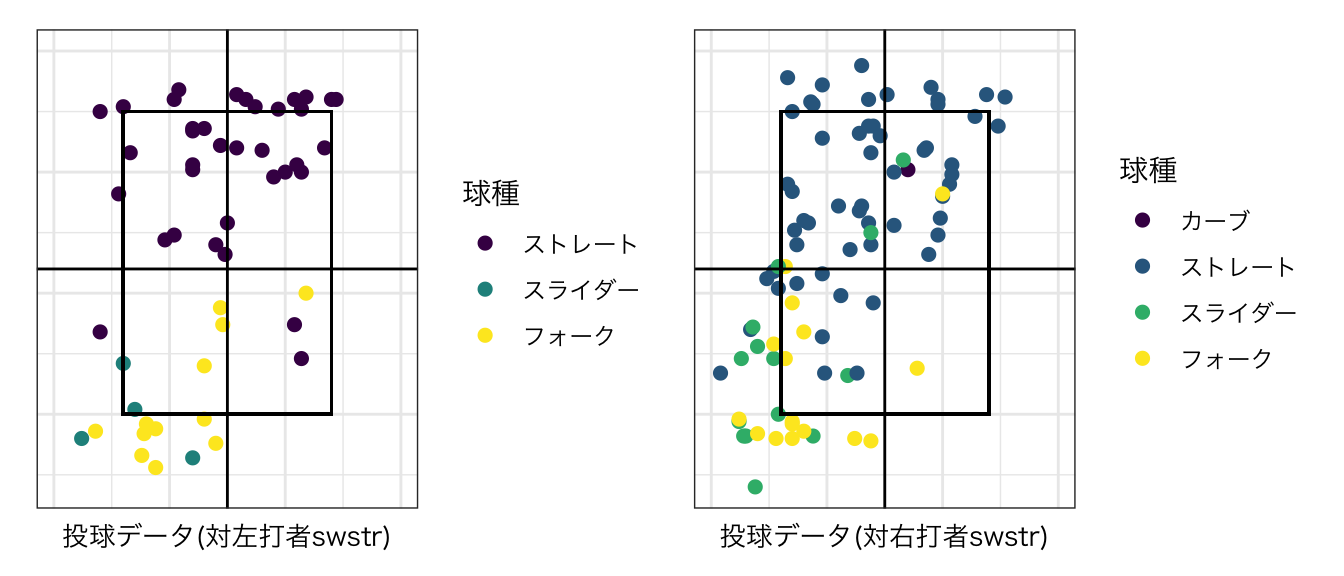 球種
ストレート
スライダー
フォーク
投球データ(対左打者swstr)
球種
カーブ
ストレート
スライダー
フォーク
投球データ(対右打者swstr)